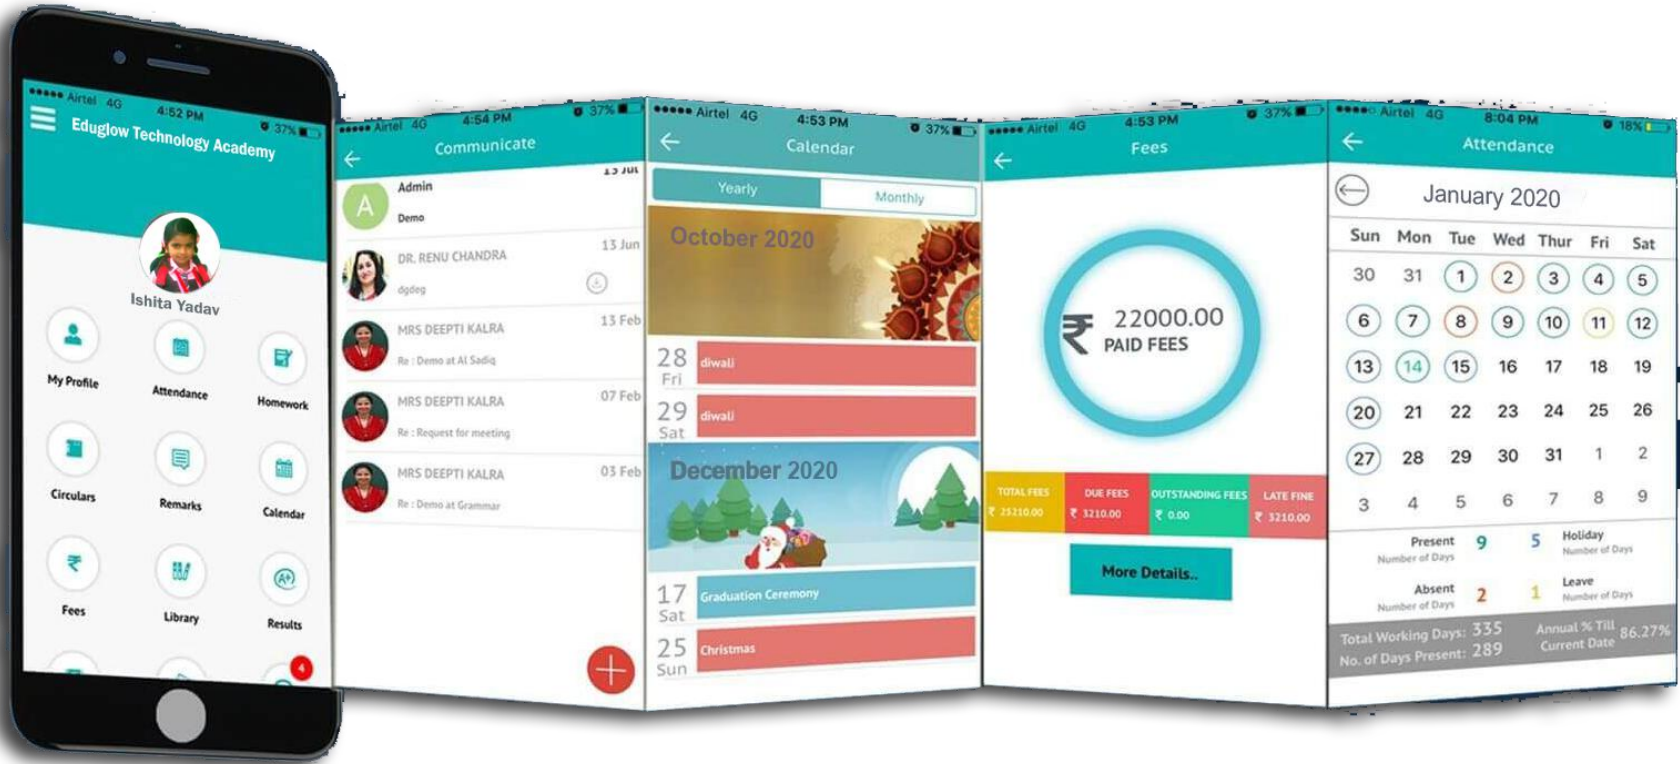 Airtel 4G 4:52 PM 37%
Eduglow Technology Academy
Ishita Yadav
My Profile
Attendance
Homework
Circulars
Remarks
Calendar
Fees
Library
Results
4
Airtel 4G 4:54 PM 37%
Communicate
A
Admin
13 Jul
Demo
DR. RENU CHANDRA
13 Jun
dgdeg
MRS DEEPTI KALRA
13 Feb
Re : Demo at Al Sadiq
MRS DEEPTI KALRA
07 Feb
Re : Request for meeting
MRS DEEPTI KALRA
03 Feb
Re : Demo at Grammar
Airtel 4G 4:53 PM 37%
Calendar
Yearly
Monthly
October 2020
28 diwali
Fri
29 diwali
Sat
December 2020
17 Graduation Ceremony
Sat
25 Christmas
Sun
Airtel 4G 4:53 PM 37%
Fees
₹ 22000.00
PAID FEES
TOTAL FEES
₹ 25210.00
DUE FEES
₹ 3210.00
OUTSTANDING FEES
₹ 0.00
LATE FINE
₹ 3210.00
More Details..
Airtel 4G 8:04 PM 18%
Attendance
January 2020
Sun Mon Tue Wed Thur Fri Sat
30 31 1 2 3 4 5
6 7 8 9 10 11 12
13 14 15 16 17 18 19
20 21 22 23 24 25 26
27 28 29 30 31 1 2
3 4 5 6 7 8 9
Present 9
Number of Days
5 Holiday
Number of Days
Absent 2
Number of Days
1 Leave
Number of Days
Total Working Days: 335
No. of Days Present: 289
Annual % Till
Current Date
86.27%